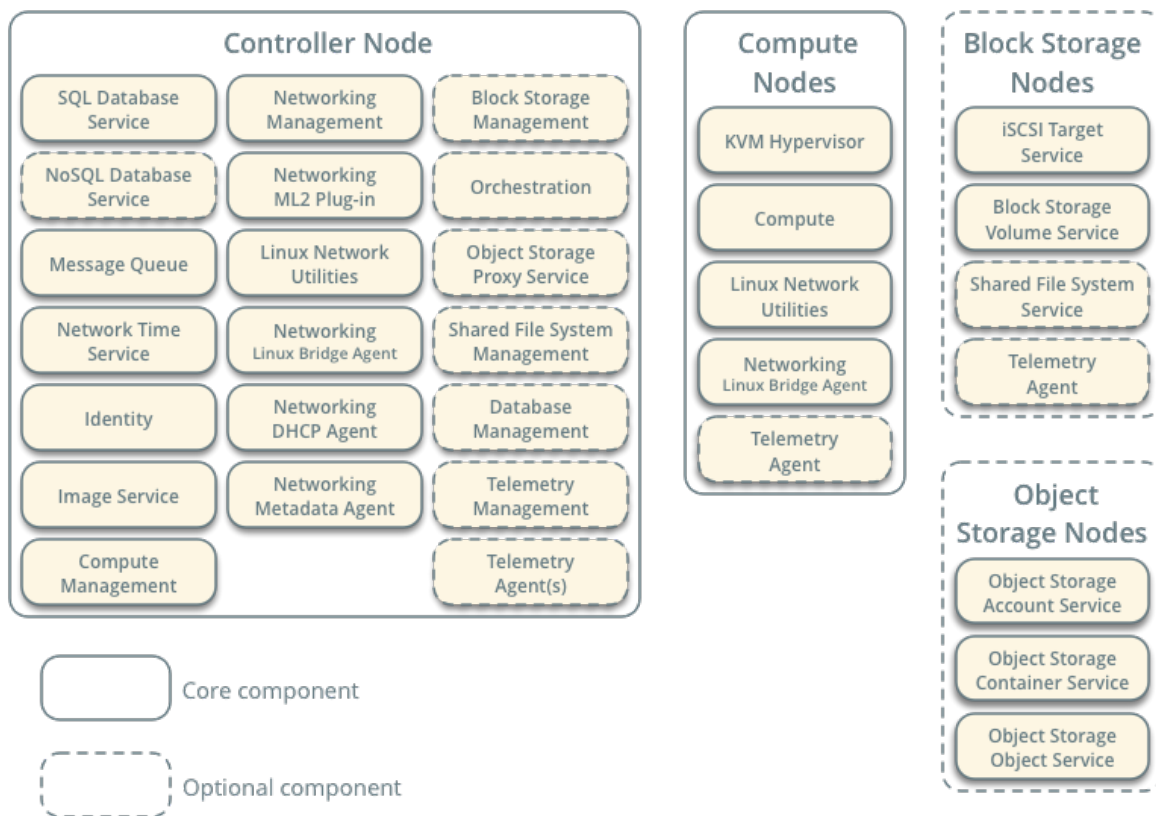 Controller Node
SQL Database
Service
NoSQL Database
Service
Message Queue
Network Time
Service
Identity
Image Service
Compute
Management
Networking
Management
Networking
ML2 Plug-in
Linux Network
Utilities
Networking
Linux Bridge Agent
Networking
DHCP Agent
Networking
Metadata Agent
Block Storage
Management
Orchestration
Object Storage
Proxy Service
Shared File System
Management
Database
Management
Telemetry
Management
Telemetry
Agent(s)
Compute
Nodes
KVM Hypervisor
Compute
Linux Network
Utilities
Networking
Linux Bridge Agent
Telemetry
Agent
Block Storage
Nodes
iSCSI Target
Service
Block Storage
Volume Service
Shared File System
Service
Telemetry
Agent
Object
Storage Nodes
Object Storage
Account Service
Object Storage
Container Service
Object Storage
Object Service
Core component
Optional component